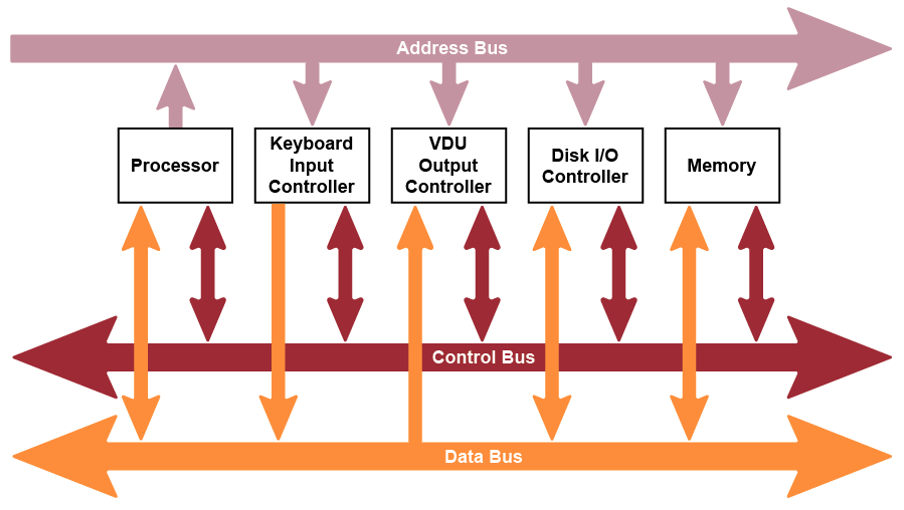 Address Bus
Processor
Keyboard
Input
Controller
VDU
Output
Controller
Disk I/O
Controller
Memory
Control Bus
Data Bus